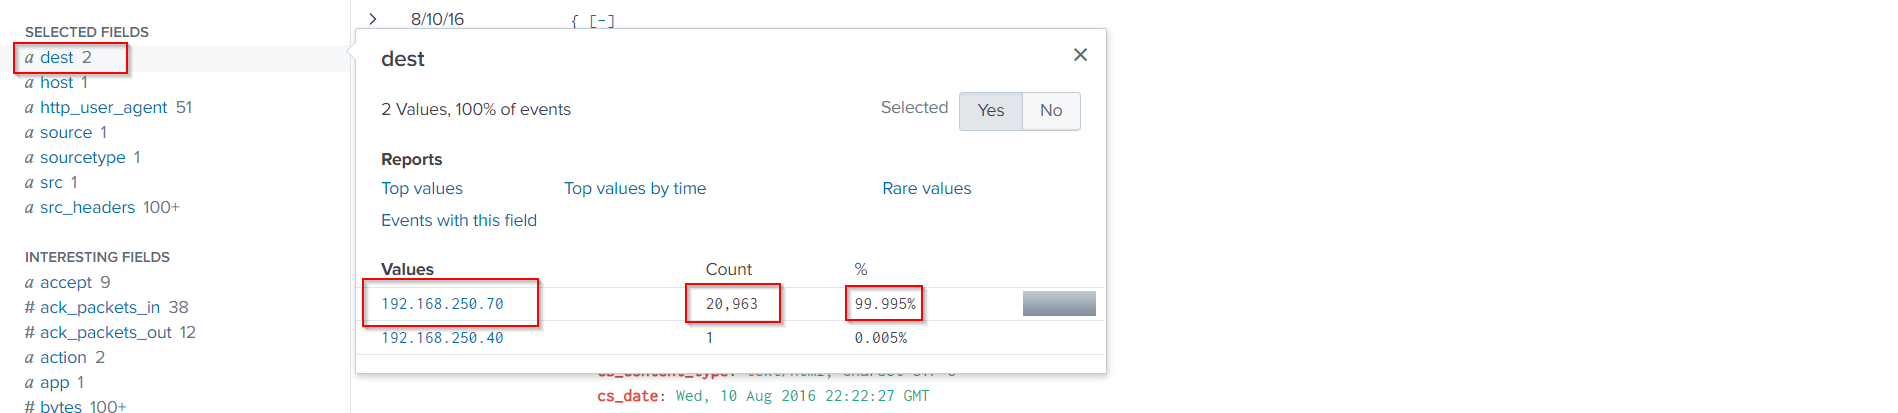 SELECTED FIELDS
a dest 2
a host 1
a http_user_agent 51
a source 1
a sourcetype 1
a src 1
a src_headers 100+
INTERESTING FIELDS
a accept 9
# ack_packets_in 38
# ack_packets_out 12
a action 2
a app 1
# bytes 100+
> 8/10/16 { [-]
dest
2 Values, 100% of events Selected Yes No
Reports
Top values Top values by time Rare values
Events with this field
Values Count %
192.168.250.70 20,963 99.995%
192.168.250.40 1 0.005%
cs_date: Wed, 10 Aug 2016 22:22:27 GMT